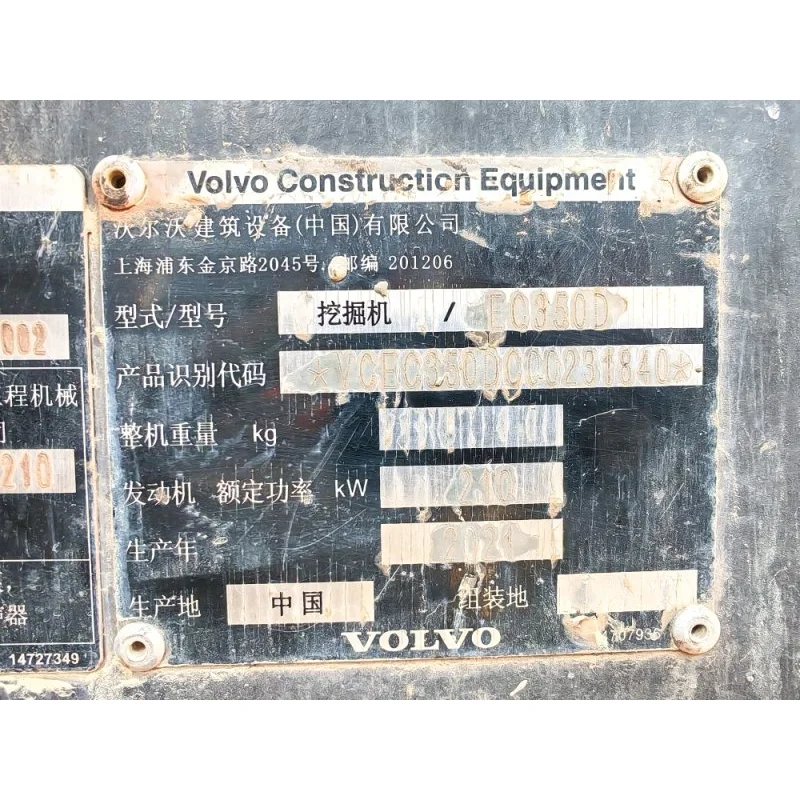 Volvo Construction Equipment
沃尔沃建筑设备(中国)有限公司
上海浦东金京路2045号, 邮编 201206
型式/型号 挖掘机 / EC350D
产品识别代码 *VCEC350DCC0231840*
整机重量 kg
发动机 额定功率 kW 210
生产年 2021
生产地 中国 组装地
VOLVO
002
程机械
210
器
14727349